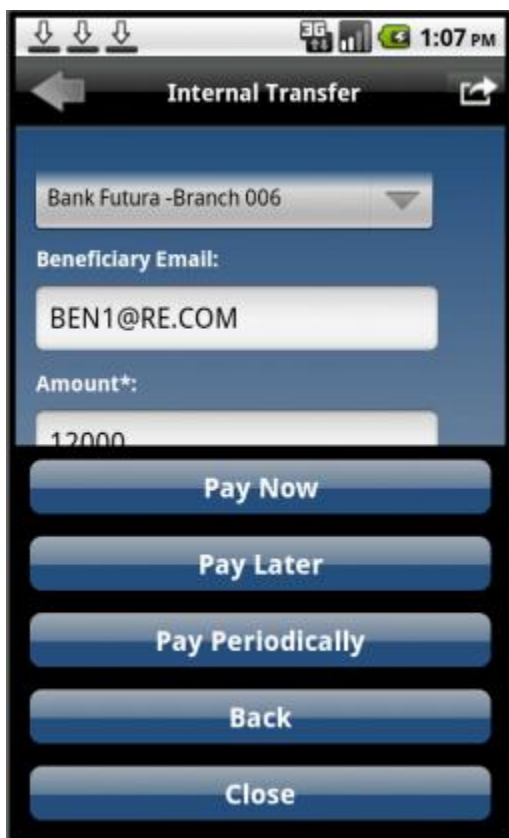 3G 1:07 PM
Internal Transfer
Bank Futura -Branch 006
Beneficiary Email:
BEN1@RE.COM
Amount*:
12000
Pay Now
Pay Later
Pay Periodically
Back
Close